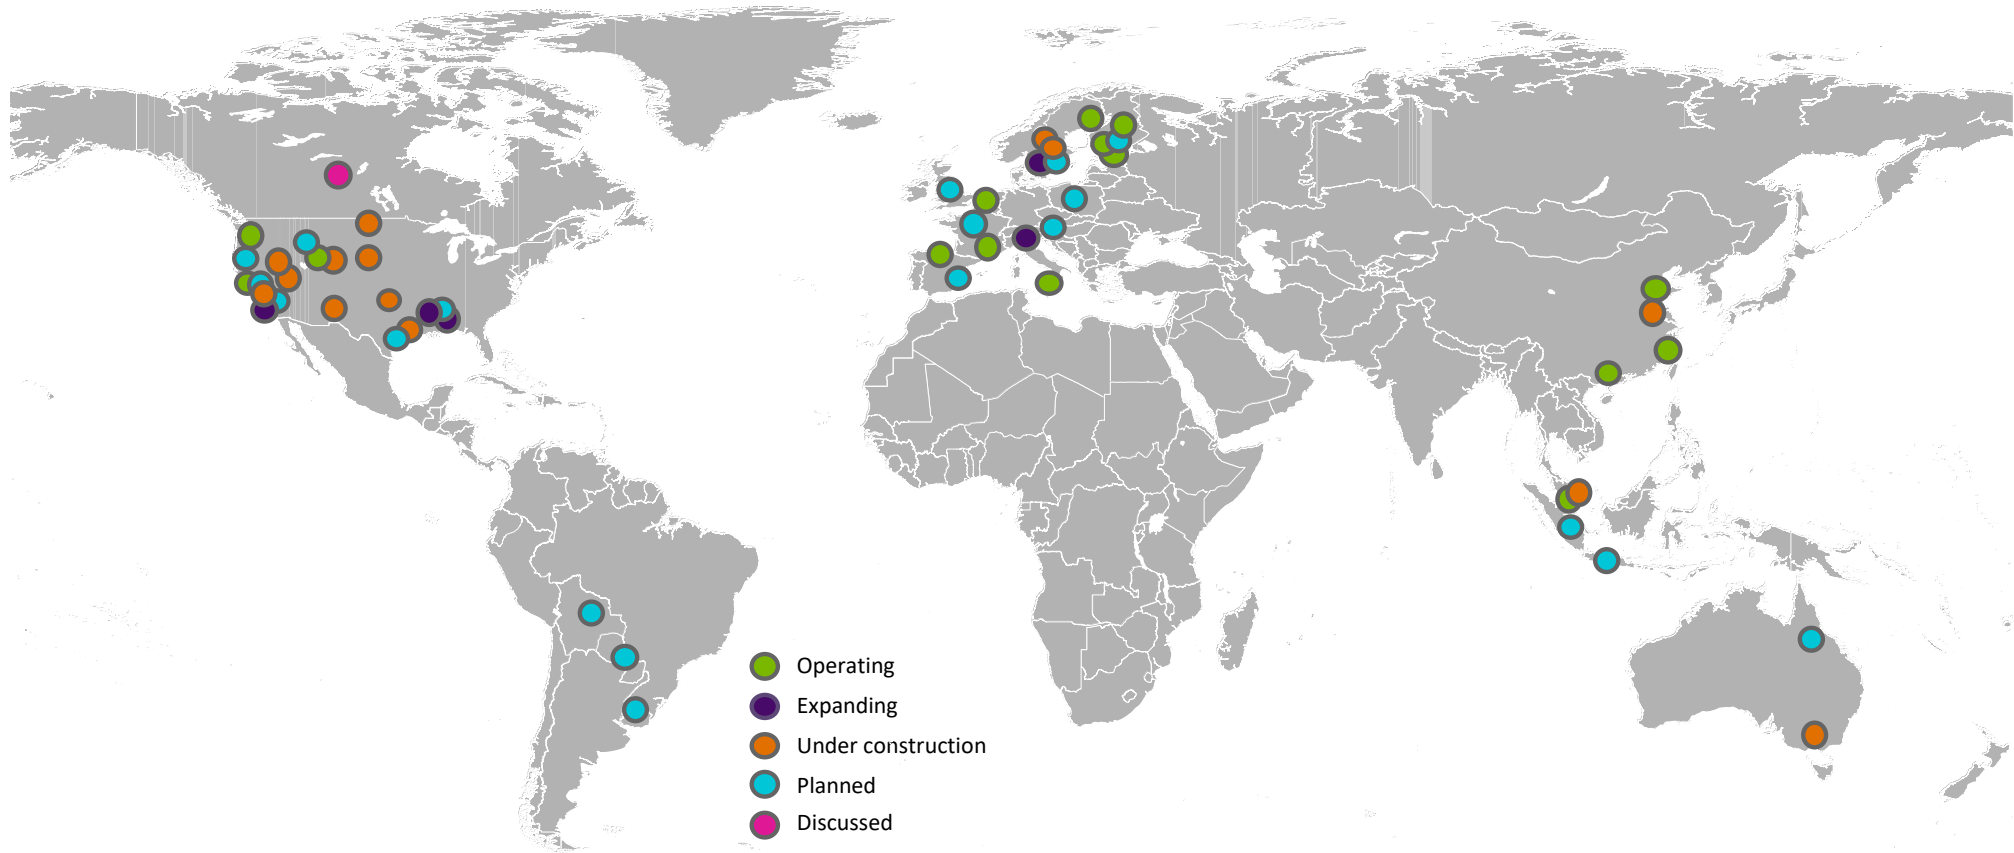 Operating
Expanding
Under construction
Planned
Discussed